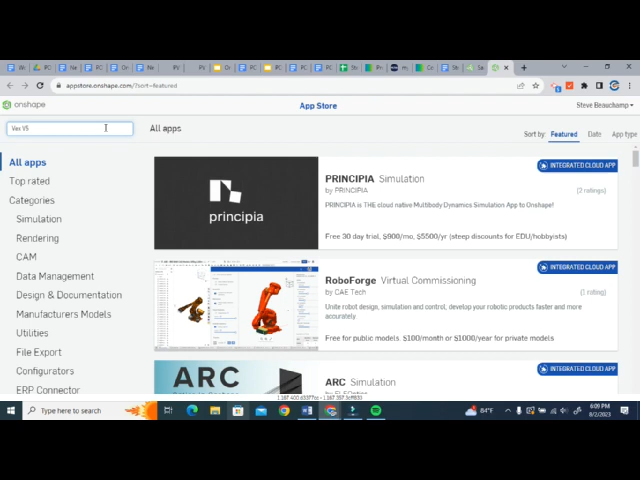 appstore.onshape.com/?sort=featured
onshape
App Store
Steve Beauchamp
Vex V5
All apps
Sort by: Featured Date App type
All apps
Top rated
Categories
Simulation
Rendering
CAM
Data Management
Design & Documentation
Manufacturers Models
Utilities
File Export
Configurators
ERP Connector
principia
INTEGRATED CLOUD APP
PRINCIPIA Simulation
by PRINCIPIA
(2 ratings)
PRINCIPIA is THE cloud native Multibody Dynamics Simulation App to Onshape!
Free 30 day trial, $900/mo, $5500/yr (steep discounts for EDU/hobbyists)
INTEGRATED CLOUD APP
RoboForge Virtual Commissioning
by CAE Tech
(1 rating)
Unite robot design, simulation and control, develop your robotic products faster and more
accurately
Free for public models. $100/month or $1000/year for private models
ARC
INTEGRATED CLOUD APP
ARC Simulation
Type here to search
84°F
6:09 PM
8/2/2023